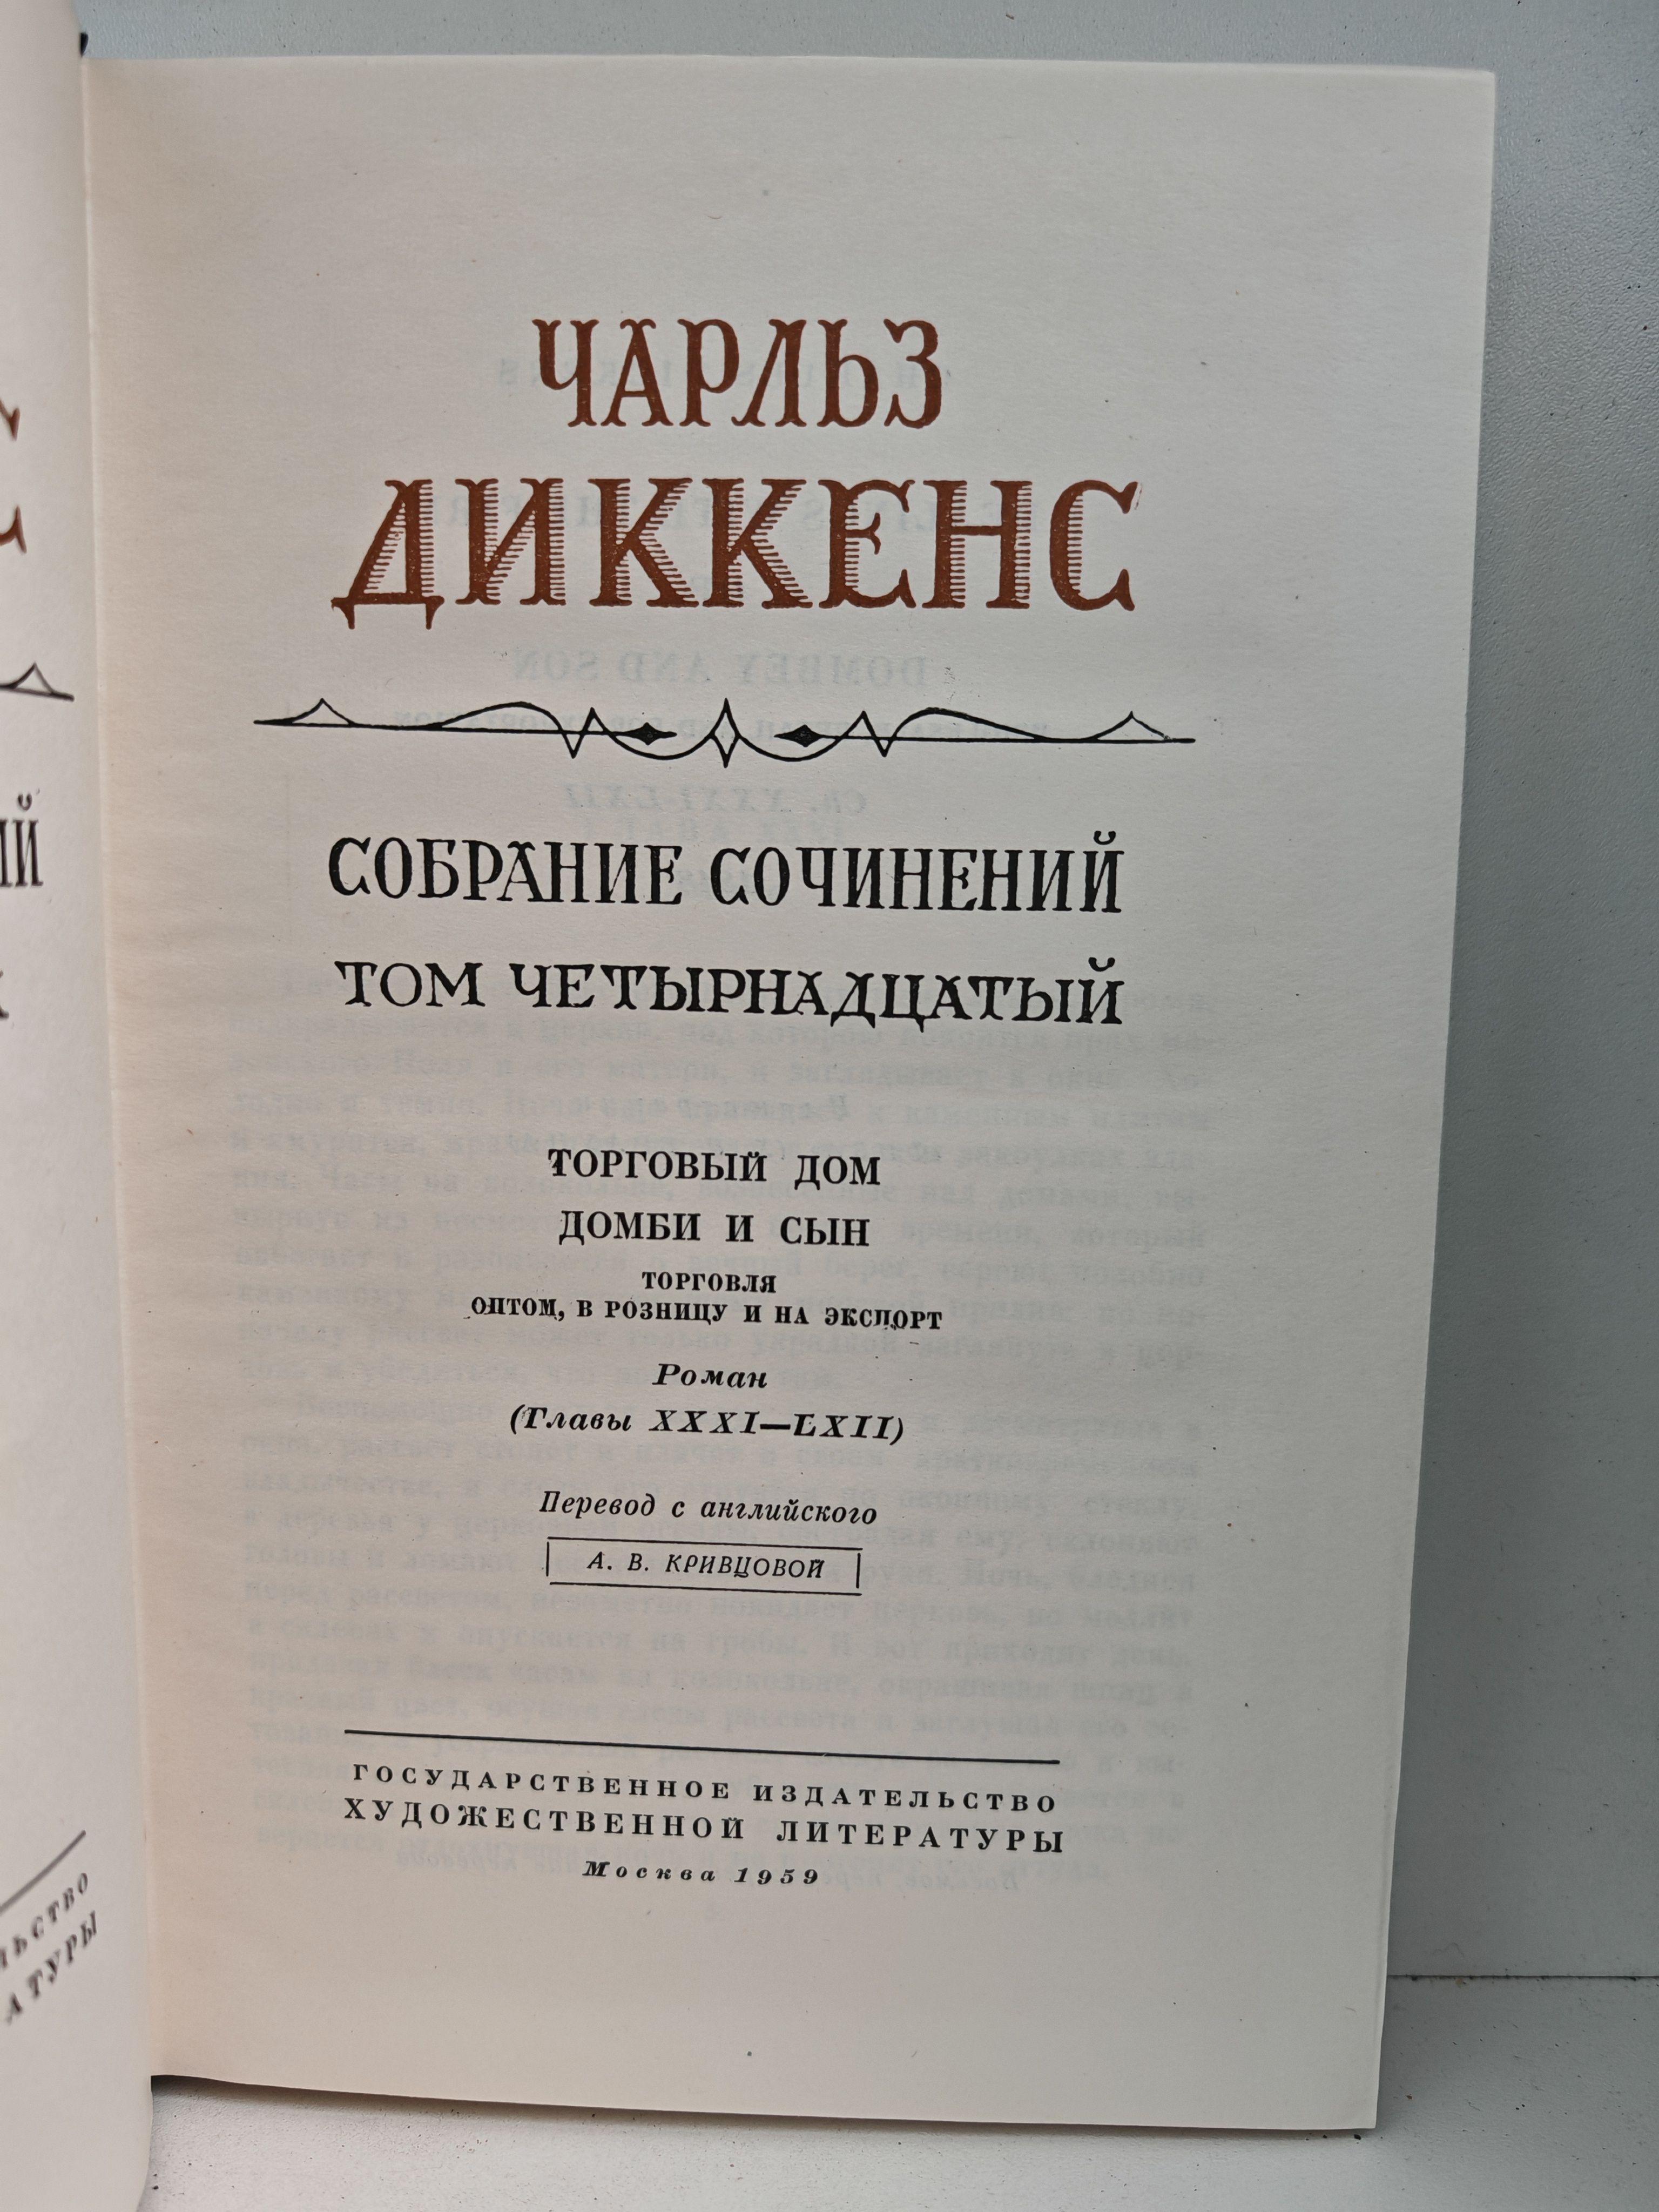 ЧАРЛЬЗ
ДИККЕНС
СОБРАНИЕ СОЧИНЕНИЙ
ТОМ ЧЕТЫРНАДЦАТЫЙ
ТОРГОВЫЙ ДОМ
ДОМБИ И СЫН
ТОРГОВЛЯ
ОПТОМ, В РОЗНИЦУ И НА ЭКСПОРТ
Роман
(Главы XXXI—LXII)
Перевод с английского
А. В. КРИВЦОВОЙ
ГОСУДАРСТВЕННОЕ ИЗДАТЕЛЬСТВО
ХУДОЖЕСТВЕННОЙ ЛИТЕРАТУРЫ
Москва 1959